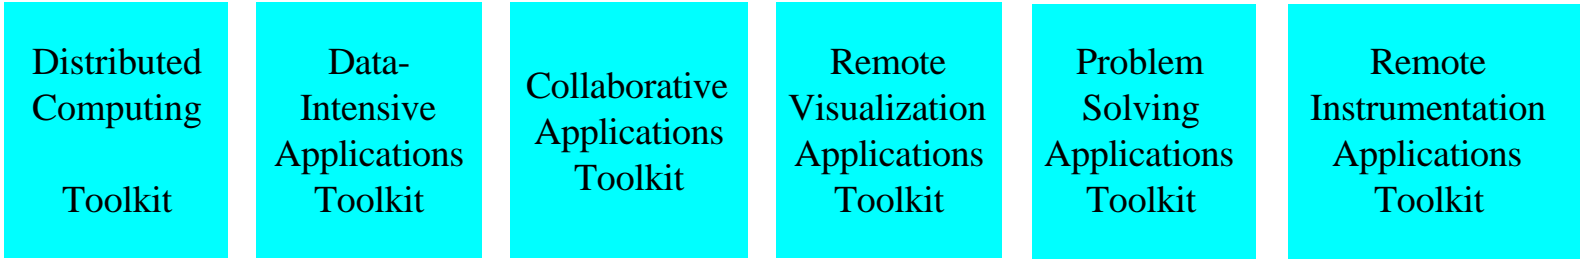 Distributed
Computing
Toolkit
Data-
Intensive
Applications
Toolkit
Collaborative
Applications
Toolkit
Remote
Visualization
Applications
Toolkit
Problem
Solving
Applications
Toolkit
Remote
Instrumentation
Applications
Toolkit